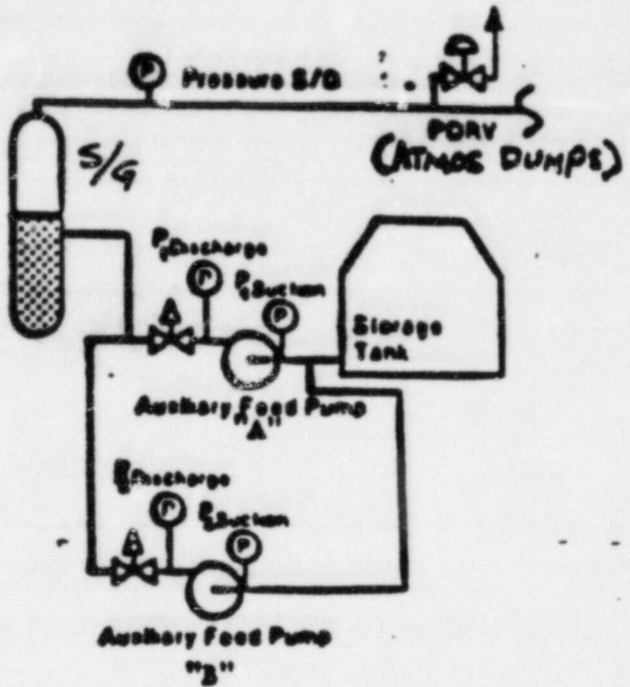 P
Pressure S/G
PORV
(ATMOS DUMPS)
S/G
Discharge
P
Suction
P
Storage
Tank
Auxiliary Feed Pump
"A"
Discharge
P
Suction
P
Auxiliary Feed Pump
"B"